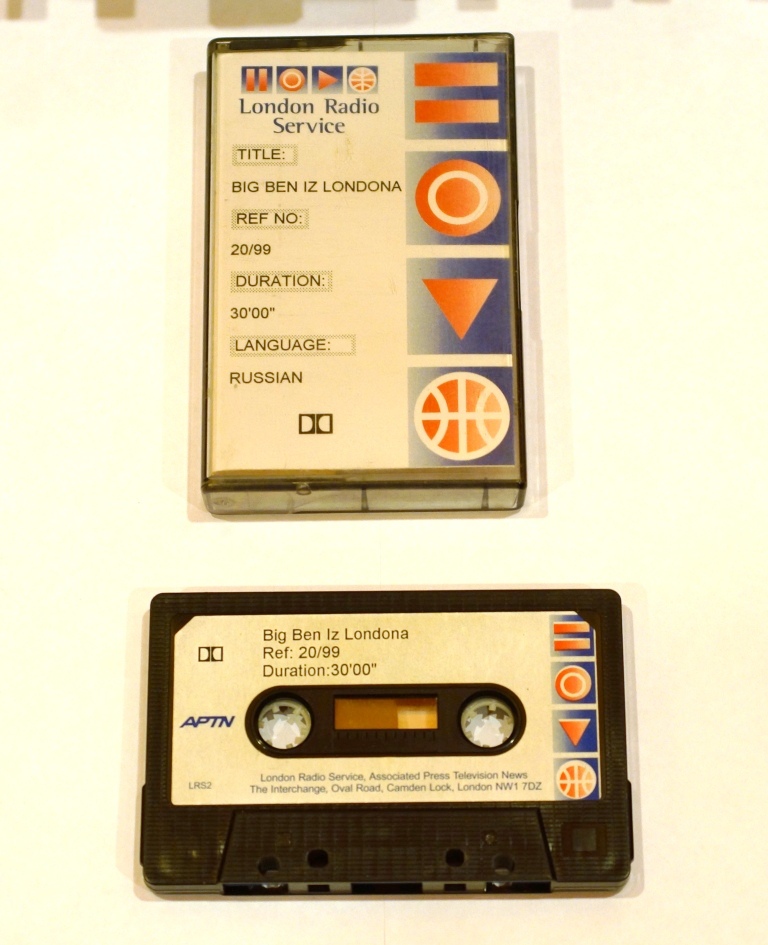 London Radio
Service
TITLE:
BIG BEN IZ LONDONA
REF NO:
20/99
DURATION:
30'00"
LANGUAGE:
RUSSIAN
Big Ben Iz Londona
Ref: 20/99
Duration:30'00"
APTN
LRS2
London Radio Service, Associated Press Television News
The Interchange, Oval Road, Camden Lock, London NW1 7DZ